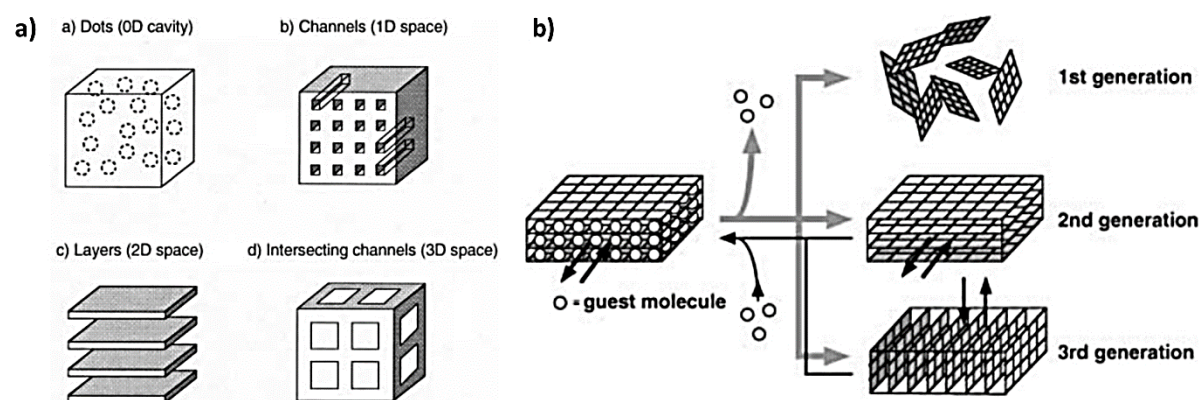 a)
a) Dots (0D cavity)
b) Channels (1D space)
c) Layers (2D space)
d) Intersecting channels (3D space)
b)
1st generation
2nd generation
= guest molecule
3rd generation